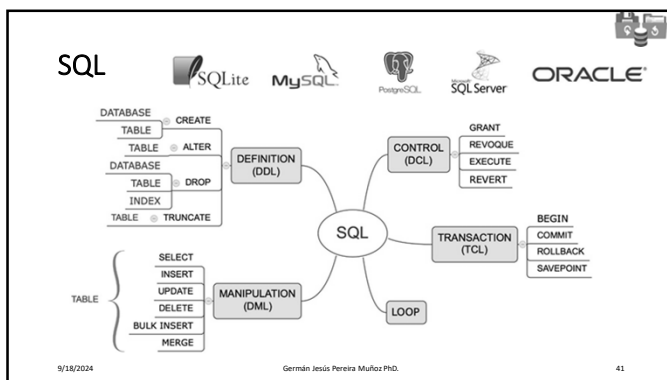 SQL
SQLite
MySQL
PostgreSQL
Microsoft
SQL Server
ORACLE
DATABASE
TABLE
CREATE
TABLE
ALTER
DATABASE
TABLE
INDEX
DROP
TABLE
TRUNCATE
DEFINITION
(DDL)
CONTROL
(DCL)
GRANT
REVOQUE
EXECUTE
REVERT
SQL
TRANSACTION
(TCL)
BEGIN
COMMIT
ROLLBACK
SAVEPOINT
TABLE
SELECT
INSERT
UPDATE
DELETE
BULK INSERT
MERGE
MANIPULATION
(DML)
LOOP
9/18/2024
Germán Jesús Pereira Muñoz PhD.
41